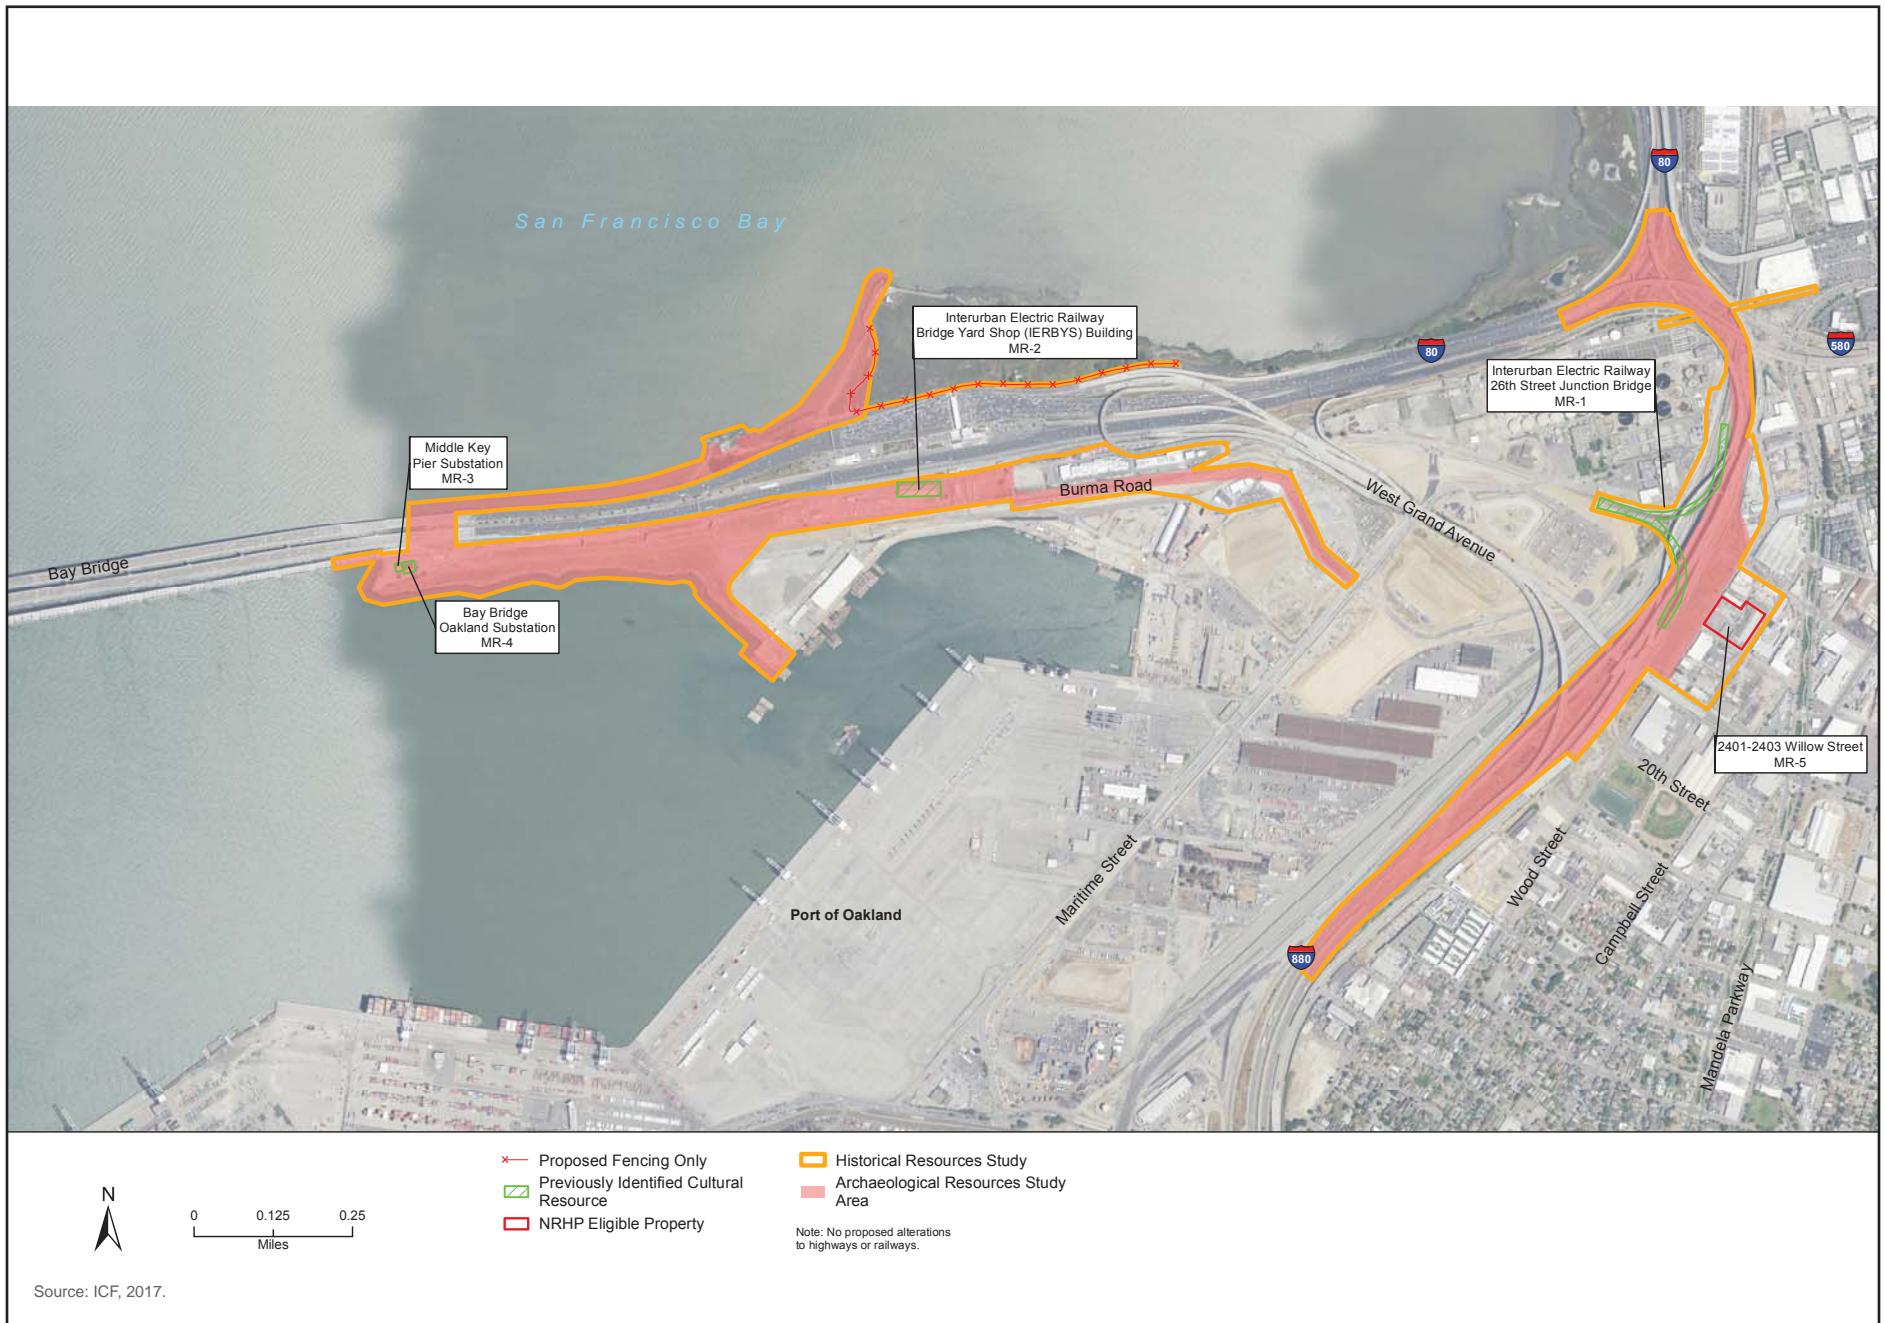 San Francisco Bay
80
Interurban Electric Railway
Bridge Yard Shop (IERBYS) Building
MR-2
80
580
Interurban Electric Railway
26th Street Junction Bridge
MR-1
Middle Key
Pier Substation
MR-3
Burma Road
West Grand Avenue
Bay Bridge
Bay Bridge
Oakland Substation
MR-4
2401-2403 Willow Street
MR-5
20th Street
Maritime Street
Wood Street
Campbell Street
Port of Oakland
880
Mandela Parkway
Proposed Fencing Only
Previously Identified Cultural
Resource
NRHP Eligible Property
Historical Resources Study
Archaeological Resources Study
Area
Note: No proposed alterations
to highways or railways.
N
0 0.125 0.25
Miles
Source: ICF, 2017.